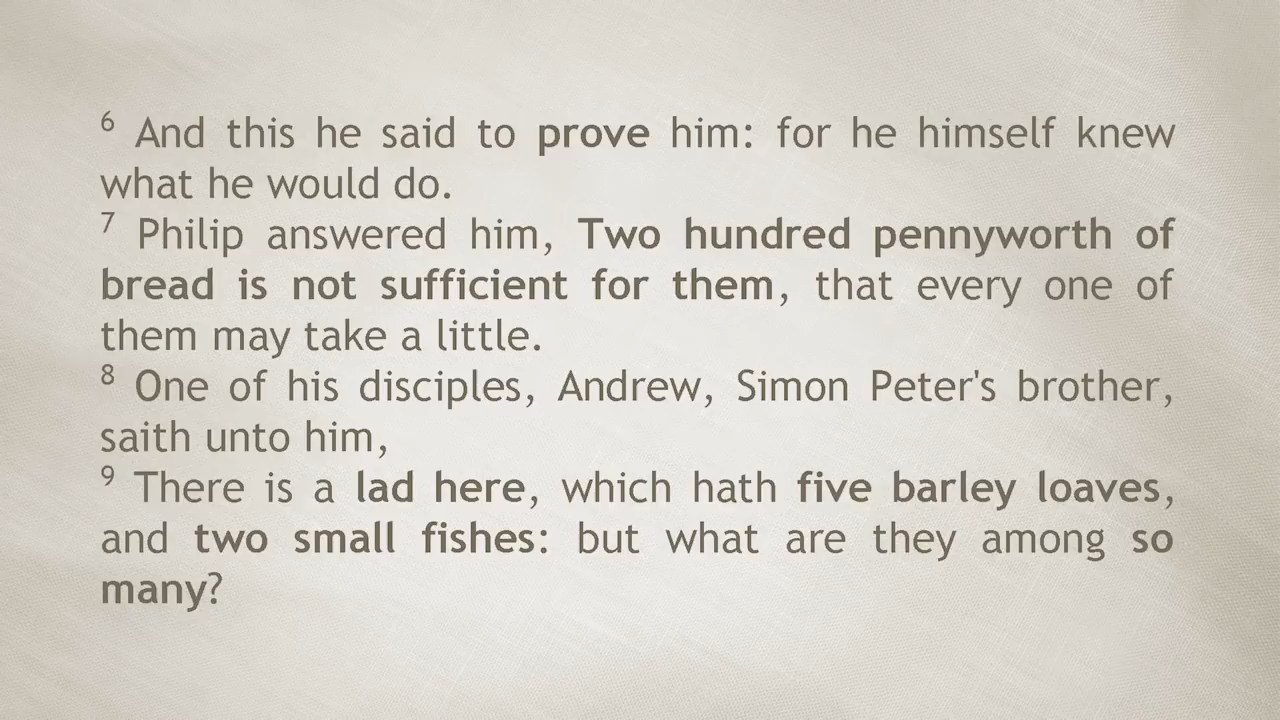 6 And this he said to prove him: for he himself knew
what he would do.
7 Philip answered him, Two hundred pennyworth of
bread is not sufficient for them, that every one of
them may take a little.
8 One of his disciples, Andrew, Simon Peter's brother,
saith unto him,
9 There is a lad here, which hath five barley loaves,
and two small fishes: but what are they among so
many?